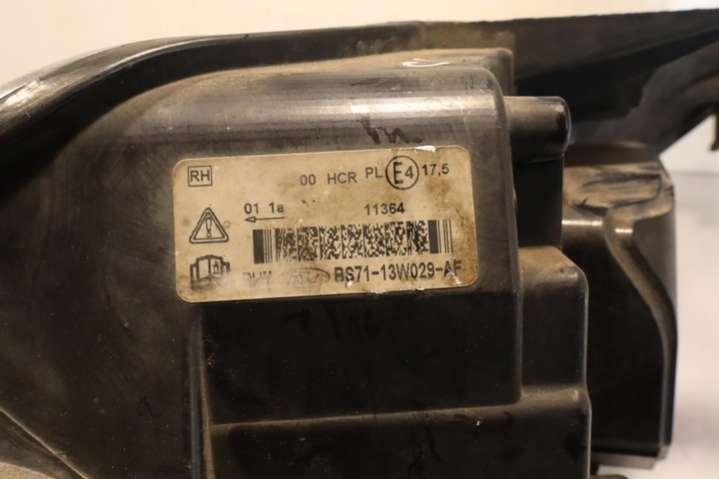 RH 00 HCR PL E4 17,5
01 1a 11364
BS71-13W029-AF